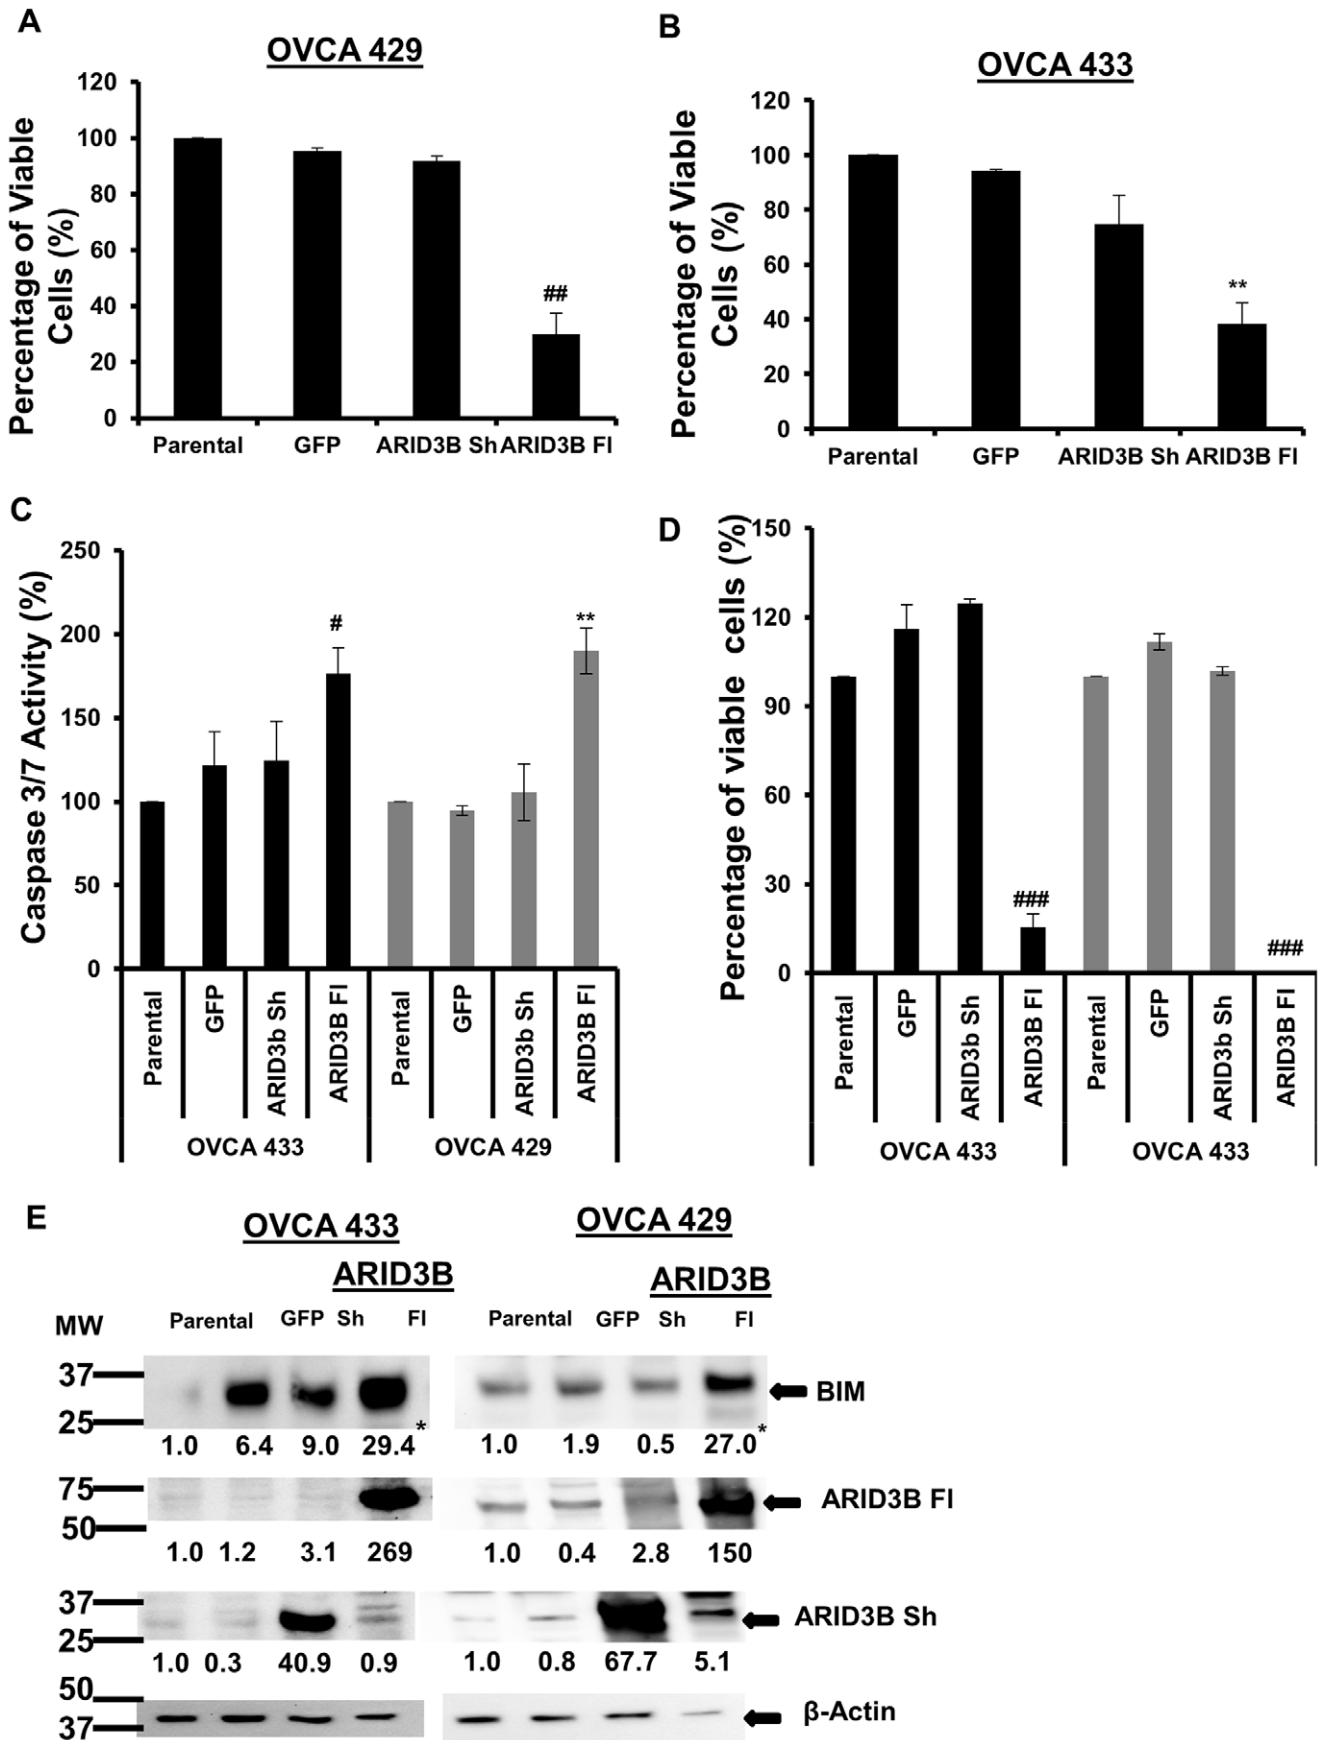 A
OVCA 429
Percentage of Viable
Cells (%)
120
100
80
60
40
20
0
##
Parental GFP ARID3B Sh ARID3B Fl
B
OVCA 433
Percentage of Viable
Cells (%)
120
100
80
60
40
20
0
**
Parental GFP ARID3B Sh ARID3B Fl
C
Caspase 3/7 Activity (%)
250
200
150
100
50
0
#
**
Parental
GFP
ARID3b Sh
ARID3B Fl
Parental
GFP
ARID3b Sh
ARID3B Fl
OVCA 433
OVCA 429
D
Percentage of viable cells (%)
150
120
90
60
30
0
###
###
Parental
GFP
ARID3b Sh
ARID3B Fl
Parental
GFP
ARID3b Sh
ARID3B Fl
OVCA 433
OVCA 433
E
OVCA 433
OVCA 429
ARID3B
ARID3B
MW
Parental GFP Sh Fl
Parental GFP Sh Fl
37
25
BIM
*
*
1.0 6.4 9.0 29.4
1.0 1.9 0.5 27.0
75
50
ARID3B Fl
1.0 1.2 3.1 269
1.0 0.4 2.8 150
37
25
ARID3B Sh
1.0 0.3 40.9 0.9
1.0 0.8 67.7 5.1
50
37
β-Actin